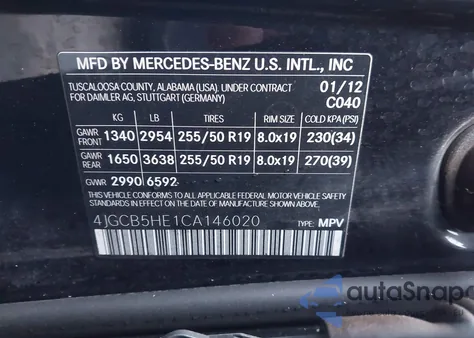 MFD BY MERCEDES-BENZ U.S. INTL., INC
TUSCALOOSA COUNTY, ALABAMA (USA), UNDER CONTRACT 01/12
FOR DAIMLER AG, STUTTGART (GERMANY) C040
KG LB TIRES RIM SIZE COLD KPA (PSI)
GAWR FRONT 1340 2954 255/50 R19 8.0x19 230(34)
GAWR REAR 1650 3638 255/50 R19 8.0x19 270(39)
GVWR 2990 6592
THIS VEHICLE CONFORMS TO ALL APPLICABLE FEDERAL MOTOR VEHICLE
SAFETY AND THEFT PREVENTION STANDARDS IN EFFECT
ON THE DATE OF MANUFACTURE SHOWN ABOVE.
4JGCB5HE1CA146020 TYPE: MPV
autoSnap